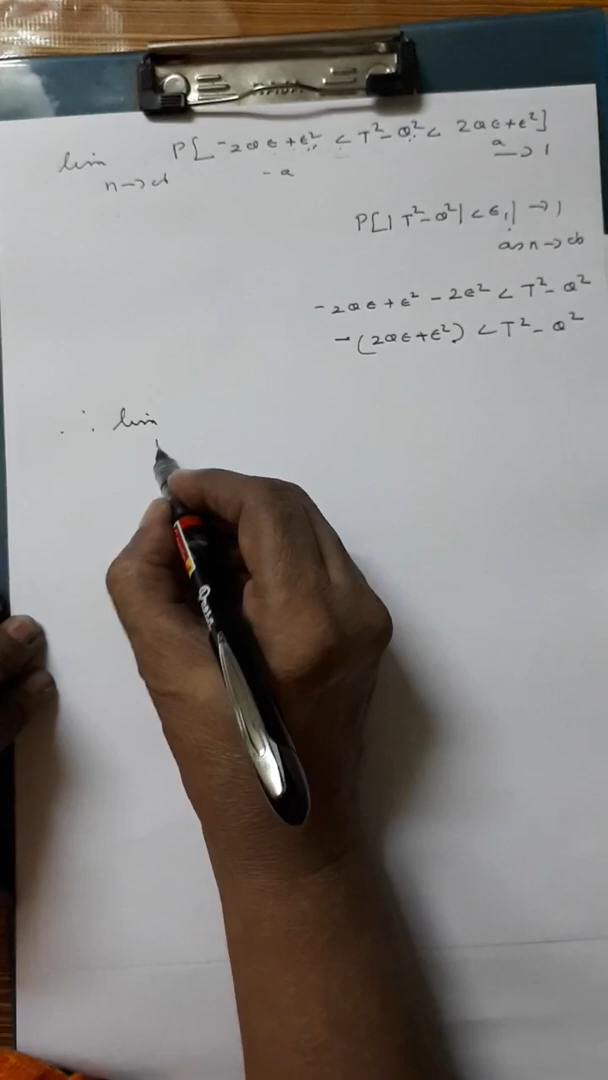 lim P[-2θε+ε² < T²-θ² < 2θε+ε²]
n→∞ -a a → 1
P[|T²-θ²| < ε₁] → 1
as n→∞
-2θε+ε²-2ε² < T²-θ²
-(2θε+ε²) < T²-θ²
∴ lim